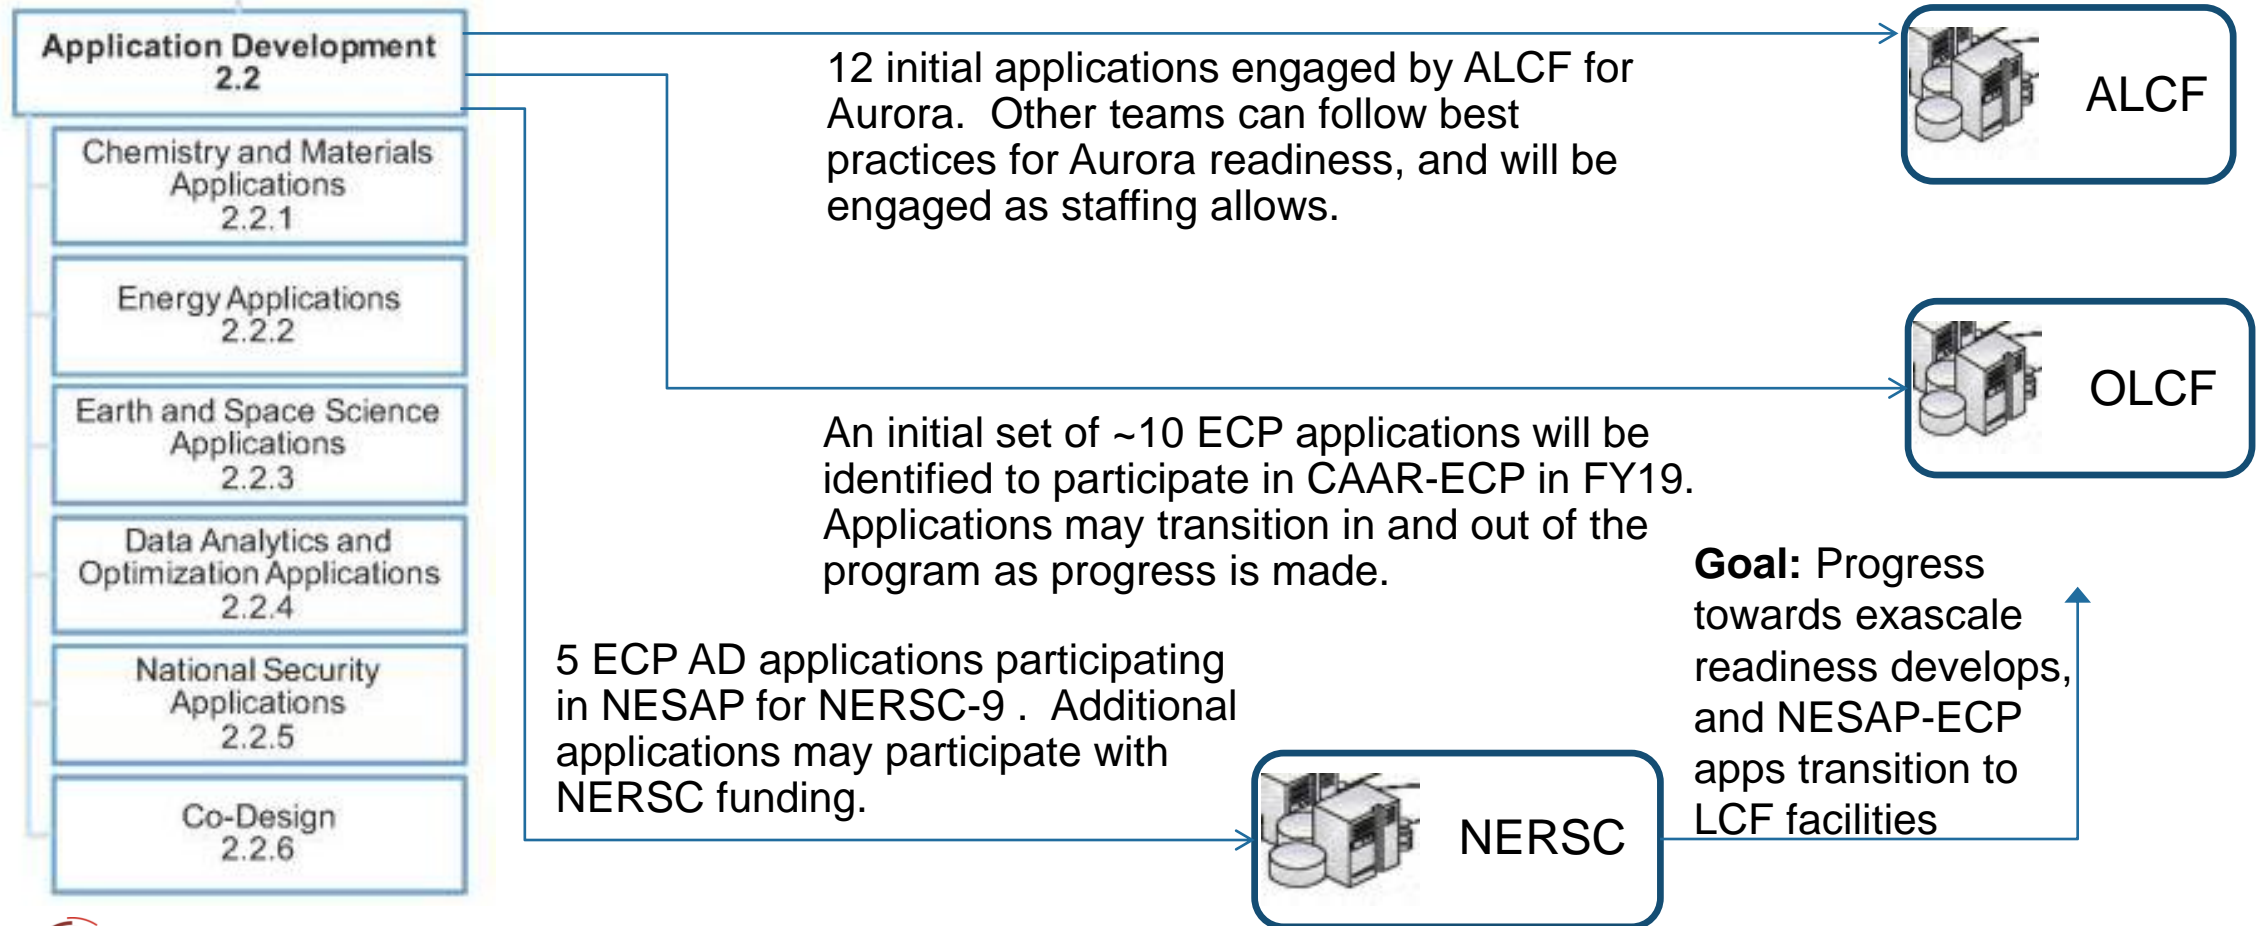 Application Development
2.2
Chemistry and Materials
Applications
2.2.1
Energy Applications
2.2.2
Earth and Space Science
Applications
2.2.3
Data Analytics and
Optimization Applications
2.2.4
National Security
Applications
2.2.5
Co-Design
2.2.6
12 initial applications engaged by ALCF for
Aurora.  Other teams can follow best
practices for Aurora readiness, and will be
engaged as staffing allows.
ALCF
An initial set of ~10 ECP applications will be
identified to participate in CAAR-ECP in FY19.
Applications may transition in and out of the
program as progress is made.
OLCF
5 ECP AD applications participating
in NESAP for NERSC-9 .  Additional
applications may participate with
NERSC funding.
NERSC
Goal: Progress
towards exascale
readiness develops,
and NESAP-ECP
apps transition to
LCF facilities